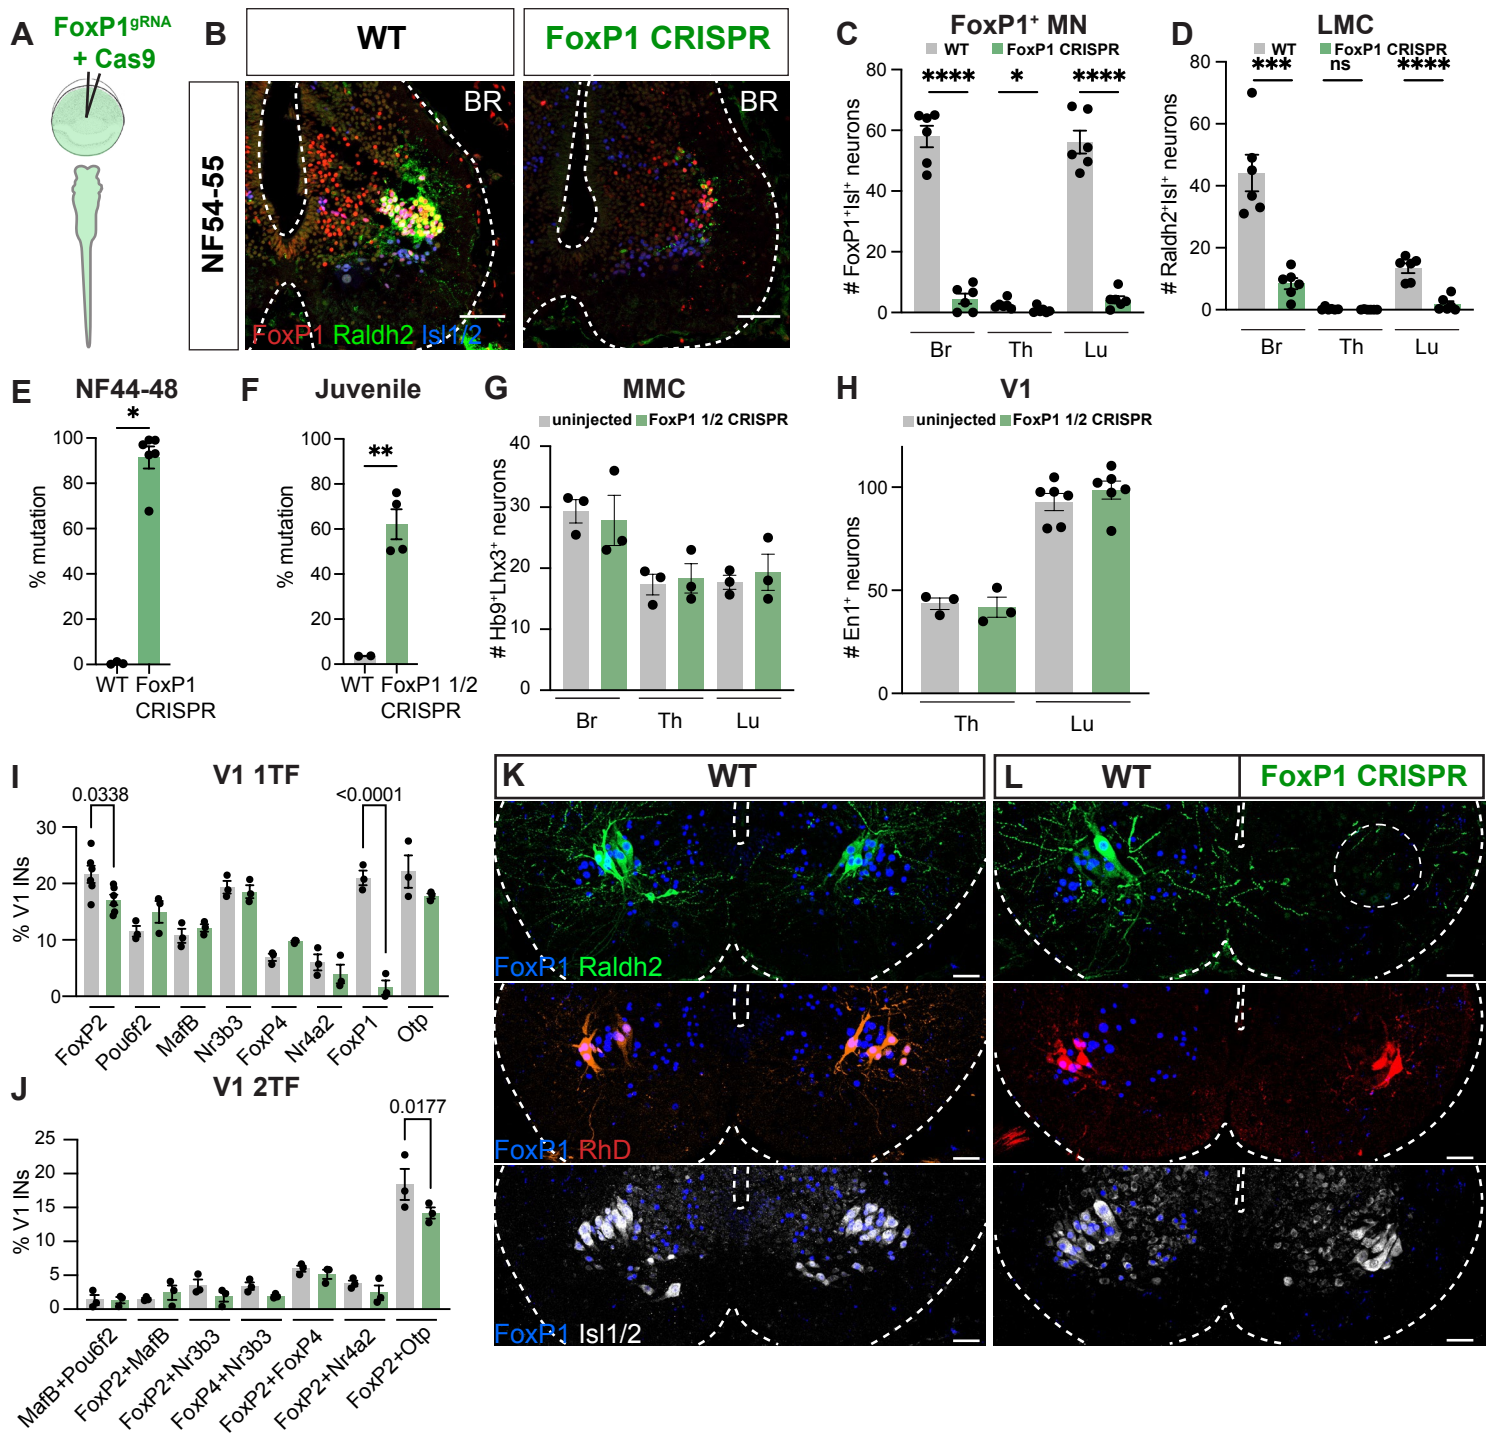 A
FoxP1gRNA
+ Cas9
B
WT
FoxP1 CRISPR
NF54-55
BR
BR
FoxP1 Raldh2 Isl1/2
C
FoxP1+ MN
WT
FoxP1 CRISPR
# FoxP1+Isl+ neurons
80
60
40
20
0
****
*
****
Br
Th
Lu
D
LMC
WT
FoxP1 CRISPR
# Raldh2+Isl+ neurons
80
60
40
20
0
***
ns
****
Br
Th
Lu
E
NF44-48
*
% mutation
100
80
60
40
20
0
WT FoxP1
CRISPR
F
Juvenile
**
% mutation
100
80
60
40
20
0
WT FoxP1 1/2
CRISPR
G
MMC
uninjected
FoxP1 1/2 CRISPR
# Hb9+Lhx3+ neurons
40
30
20
10
0
Br
Th
Lu
H
V1
uninjected
FoxP1 1/2 CRISPR
# En1+ neurons
100
50
0
Th
Lu
I
V1 1TF
0.0338
<0.0001
% V1 INs
30
20
10
0
FoxP2
Pou6f2
MafB
Nr3b3
FoxP4
Nr4a2
FoxP1
Otp
J
V1 2TF
0.0177
% V1 INs
25
20
15
10
5
0
MafB+Pou6f2
FoxP2+MafB
FoxP2+Nr3b3
FoxP4+Nr3b3
FoxP2+FoxP4
FoxP2+Nr4a2
FoxP2+Otp
K
WT
FoxP1 Raldh2
FoxP1 RhD
FoxP1 Isl1/2
L
WT
FoxP1 CRISPR